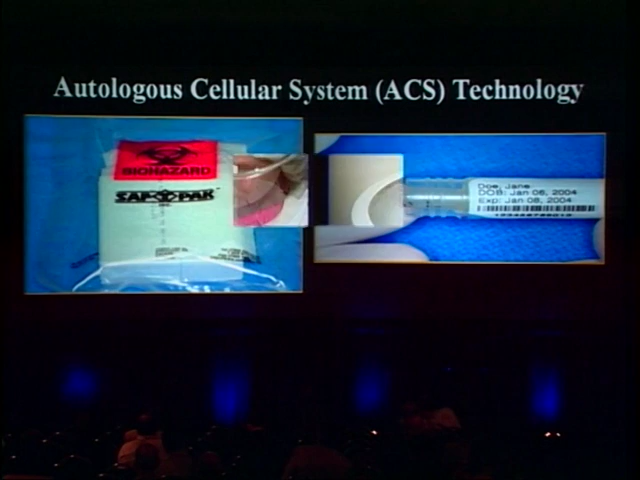 Autologous Cellular System (ACS) Technology
BIOHAZARD
SAF T PAK
Doe, Jane
DOB: Jan 06, 2004
Exp: Jan 08, 2004